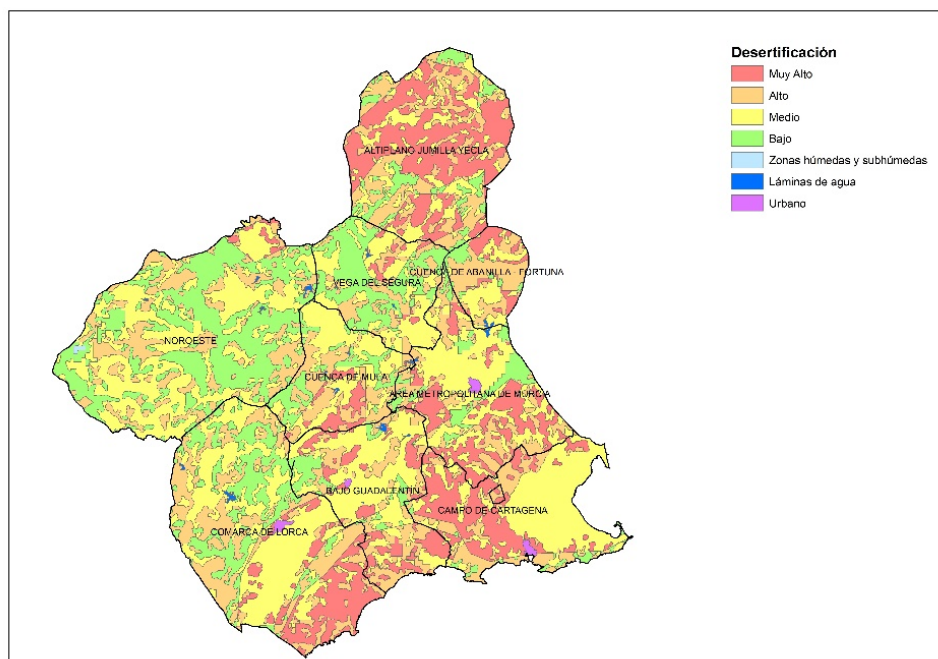 Desertificación
Muy Alto
Alto
Medio
Bajo
Zonas húmedas y subhúmedas
Láminas de agua
Urbano
ALTIPLANO JUMILLA YECLA
CUENCA DE ABANILLA - FORTUNA
VEGA DEL SEGURA
NOROESTE
CUENCA DE MULA
AREA METROPOLITANA DE MURCIA
BAJO GUADALENTIN
CAMPO DE CARTAGENA
COMARCA DE LORCA